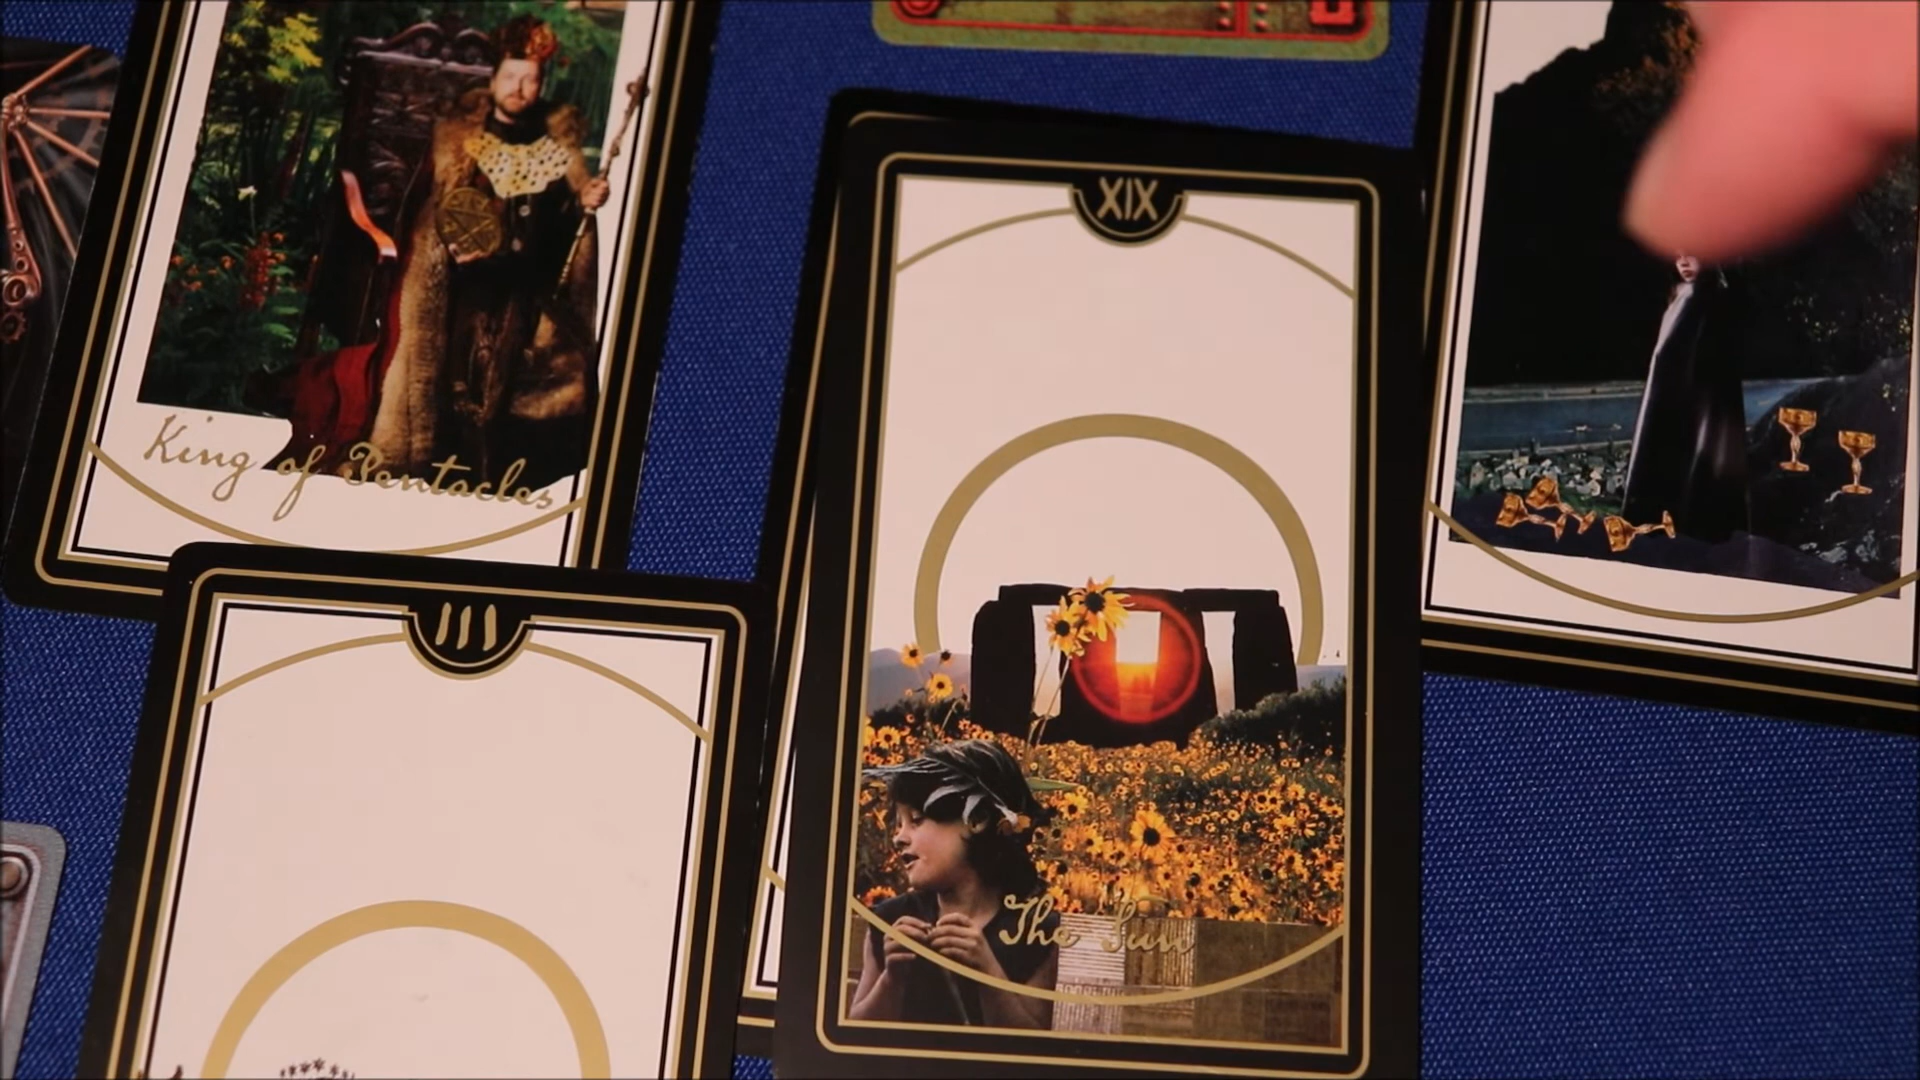 XIX
King of Pentacles
III
The Sun